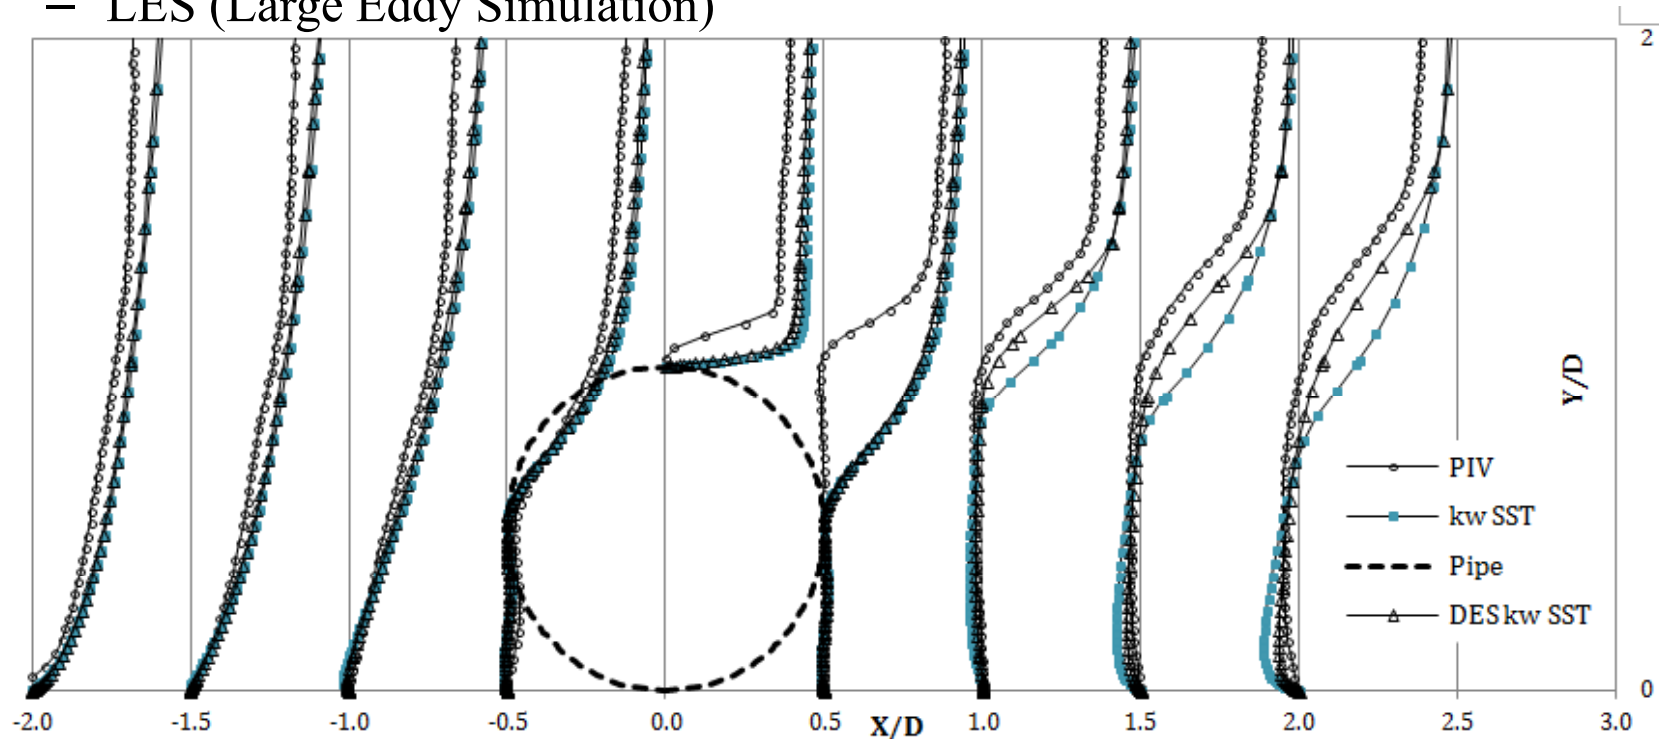 – LES (Large Eddy Simulation)
2
Y/D
PIV
kw SST
Pipe
DES kw SST
0
-2.0 -1.5 -1.0 -0.5 0.0 0.5 1.0 1.5 2.0 2.5 3.0
X/D